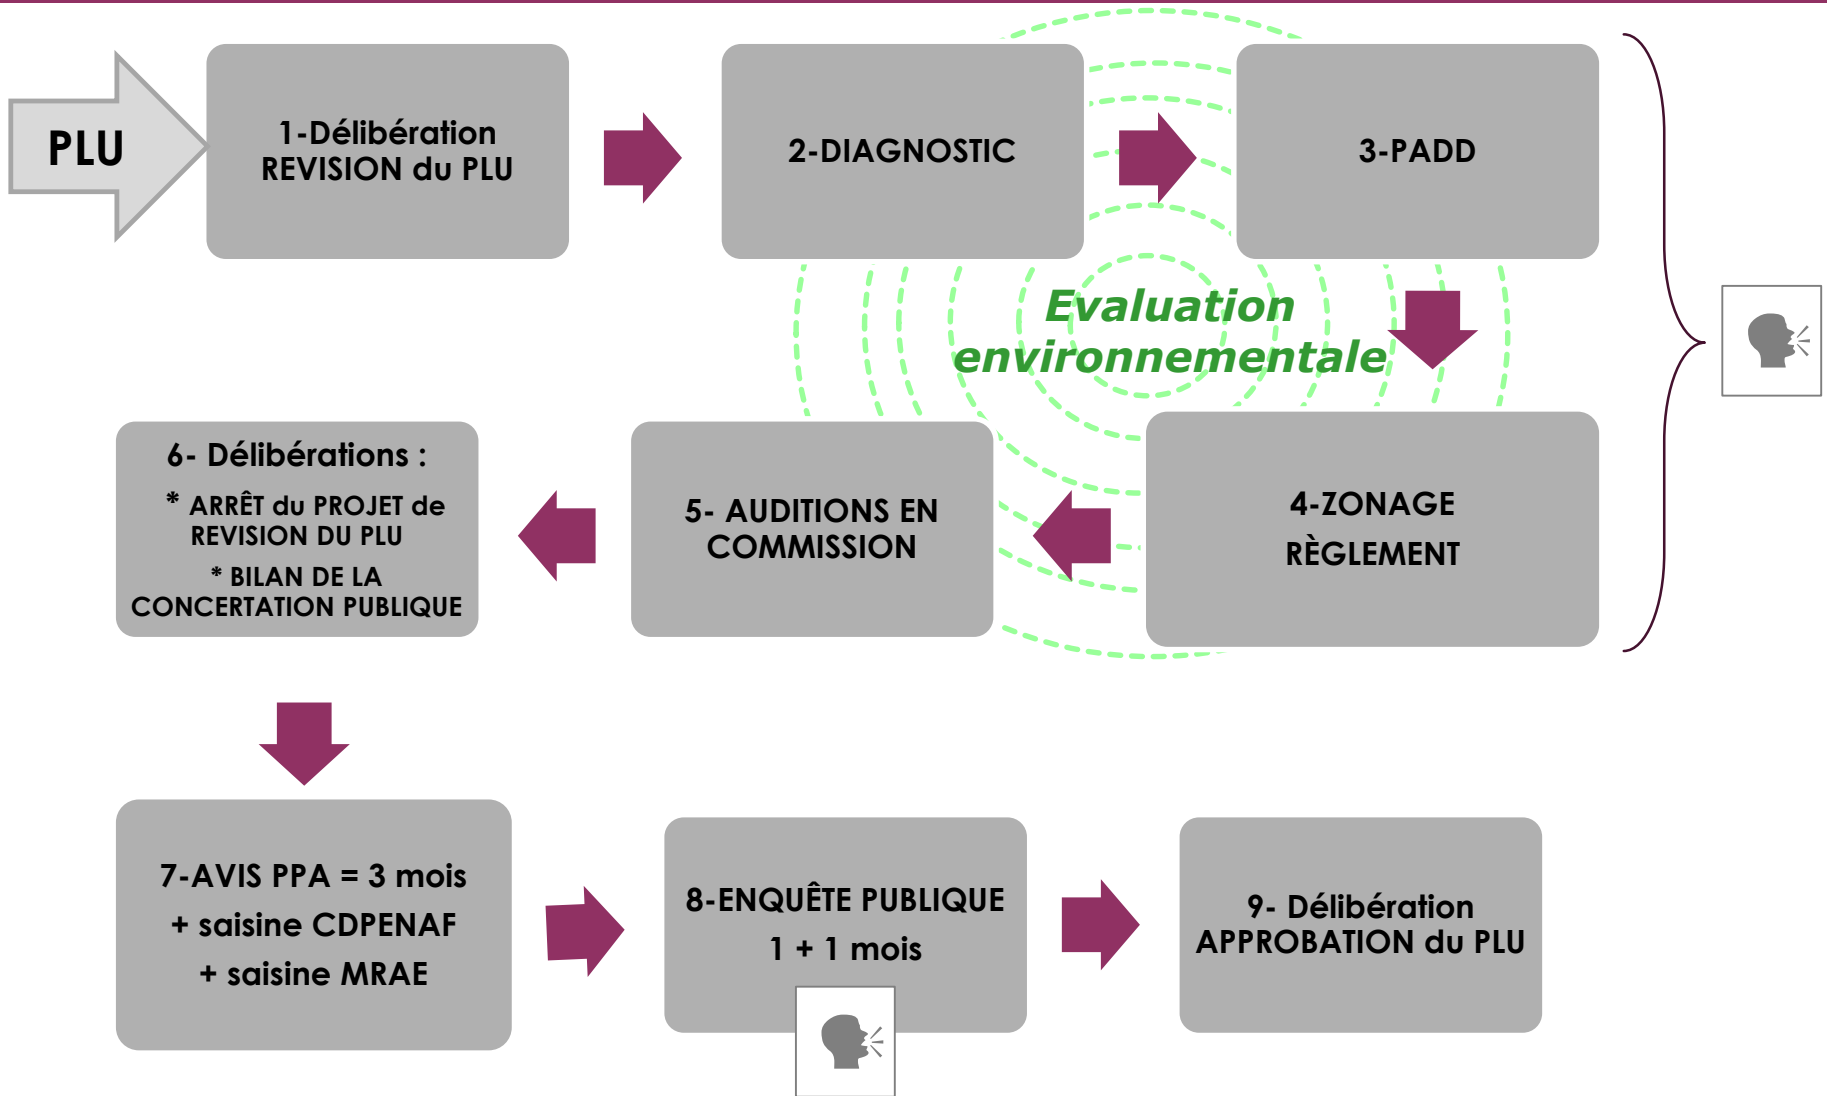 PLU
1-Délibération
REVISION du PLU
2-DIAGNOSTIC
3-PADD
Evaluation
environnementale
4-ZONAGE
RÈGLEMENT
5- AUDITIONS EN
COMMISSION
6- Délibérations :
* ARRÊT du PROJET de
REVISION DU PLU
* BILAN DE LA
CONCERTATION PUBLIQUE
7-AVIS PPA = 3 mois
+ saisine CDPENAF
+ saisine MRAE
8-ENQUÊTE PUBLIQUE
1 + 1 mois
9- Délibération
APPROBATION du PLU